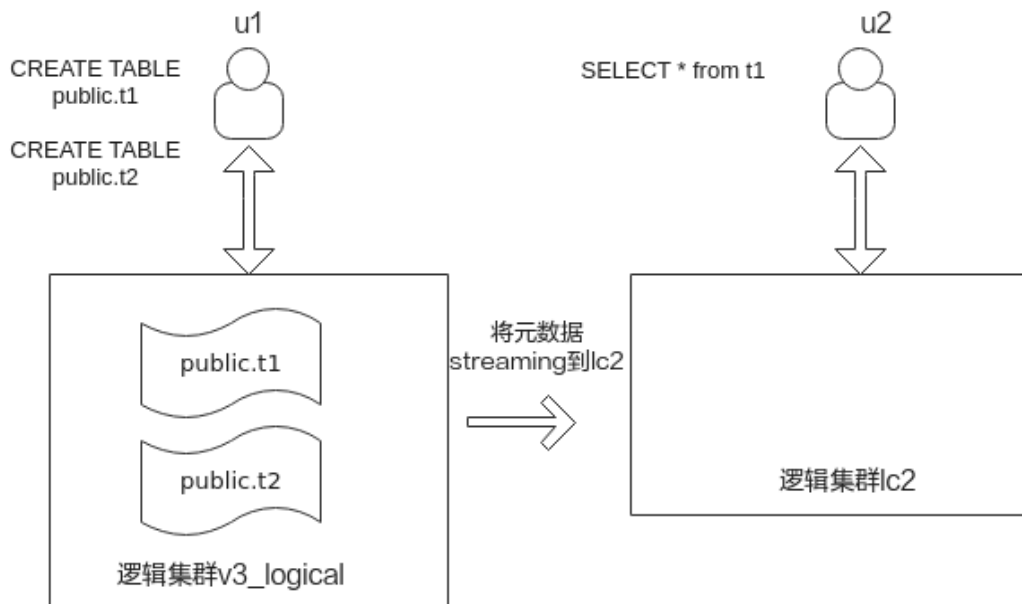 u1
CREATE TABLE
public.t1
CREATE TABLE
public.t2
u2
SELECT * from t1
public.t1
public.t2
逻辑集群v3_logical
将元数据
streaming到lc2
逻辑集群lc2